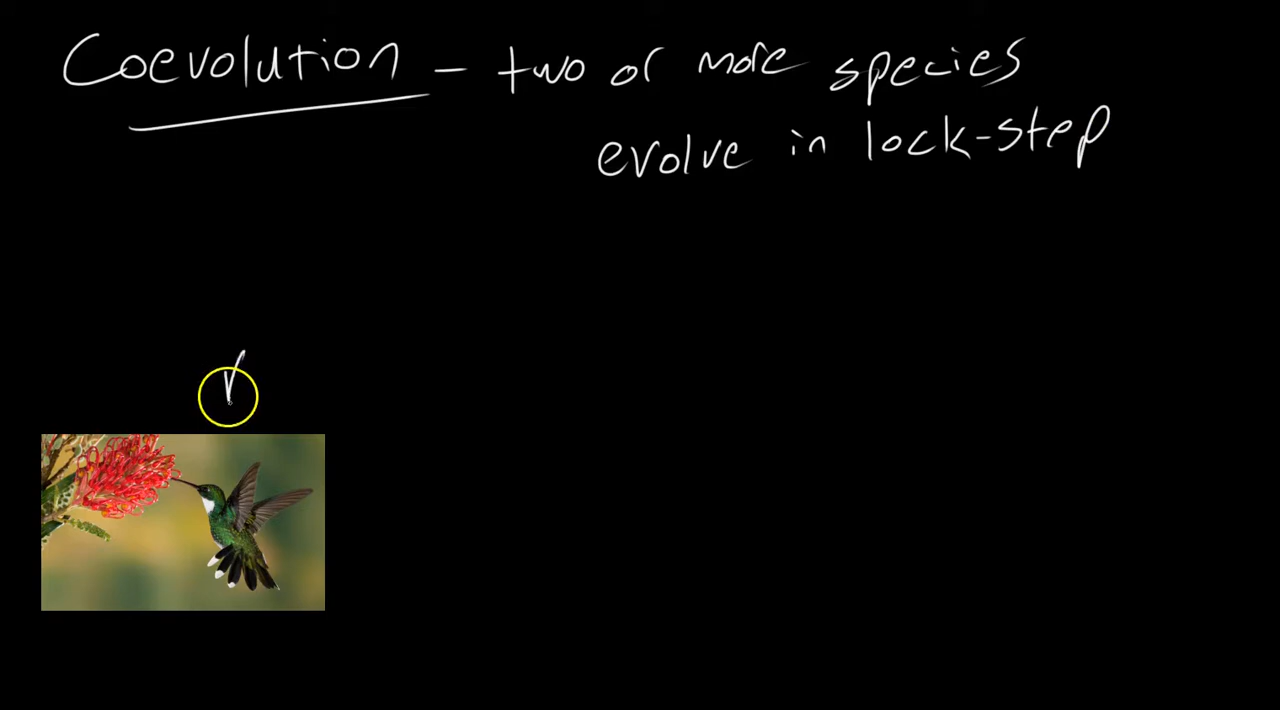 Coevolution - two or more species
evolve in lock-step